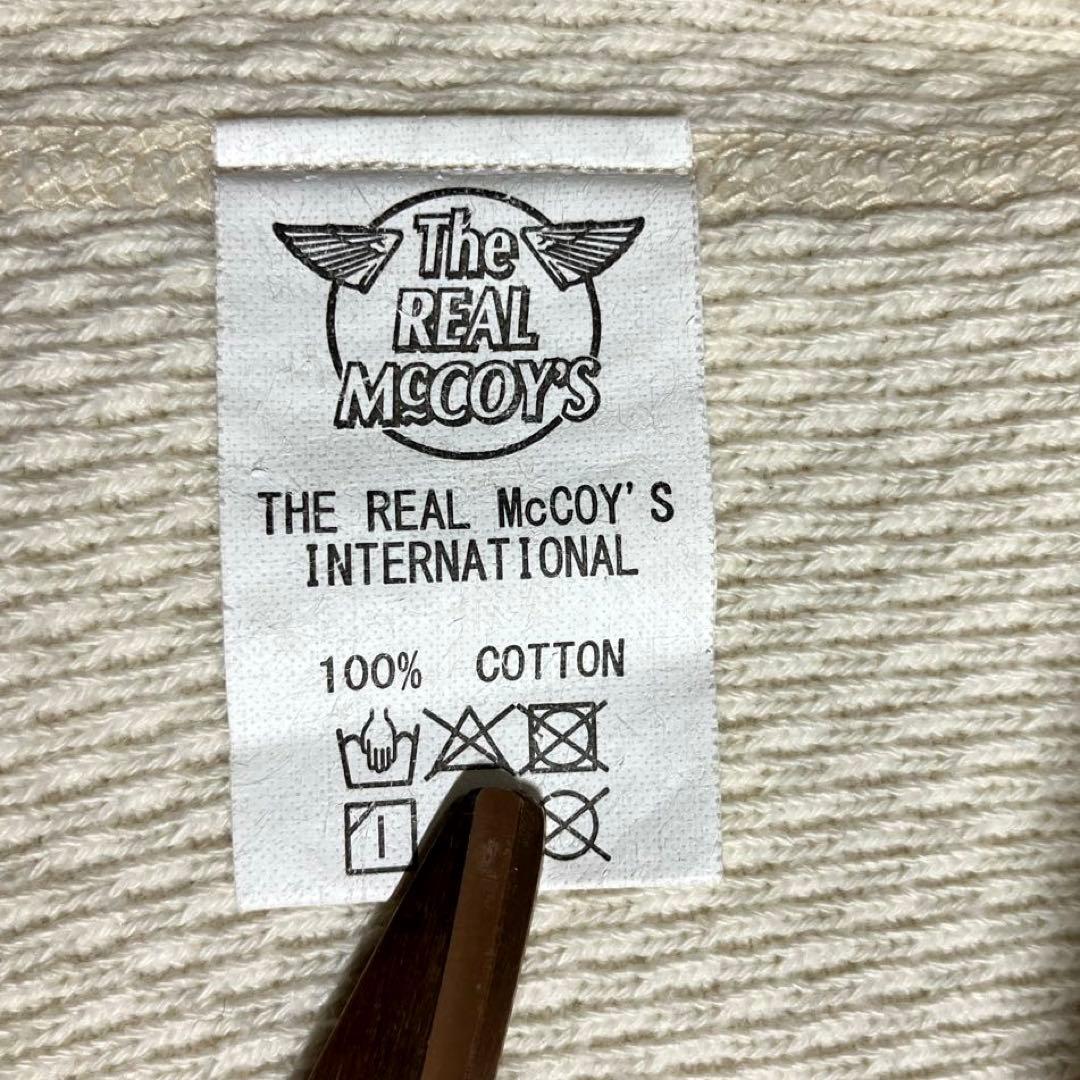 The
REAL
McCOY'S
THE REAL McCOY'S
INTERNATIONAL
100% COTTON